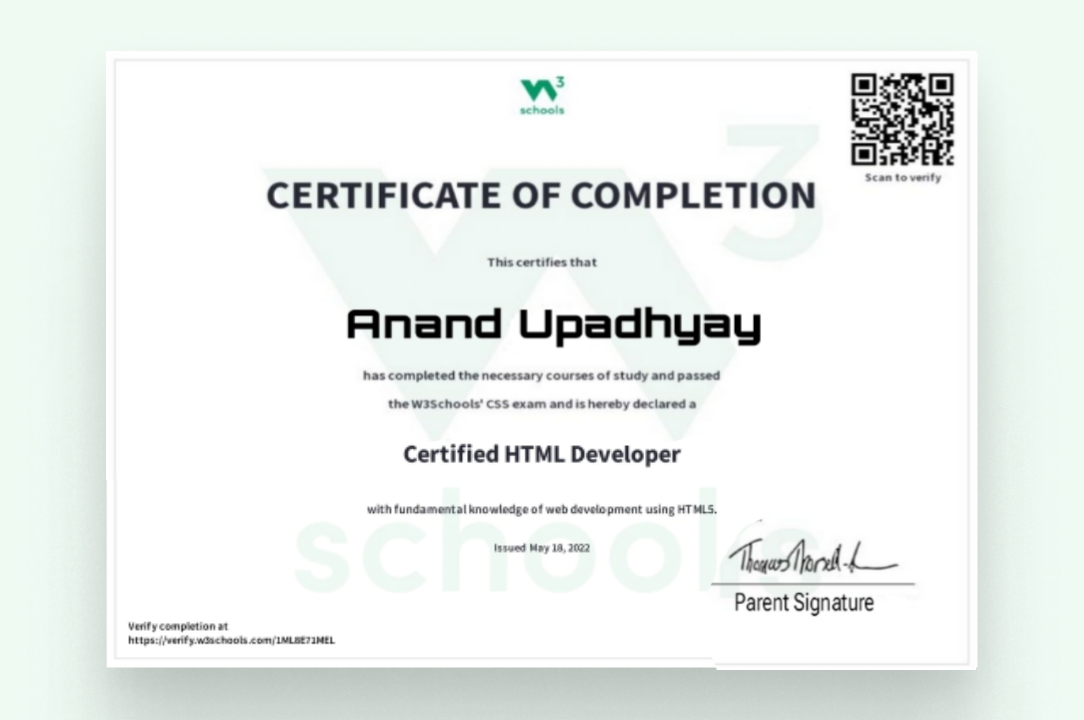 W3
schools
Scan to verify
CERTIFICATE OF COMPLETION
This certifies that
Anand Upadhyay
has completed the necessary courses of study and passed
the W3Schools' CSS exam and is hereby declared a
Certified HTML Developer
with fundamental knowledge of web development using HTML5.
Issued May 18, 2022
Parent Signature
Verify completion at
https://verify.w3schools.com/1ML8E71MEL